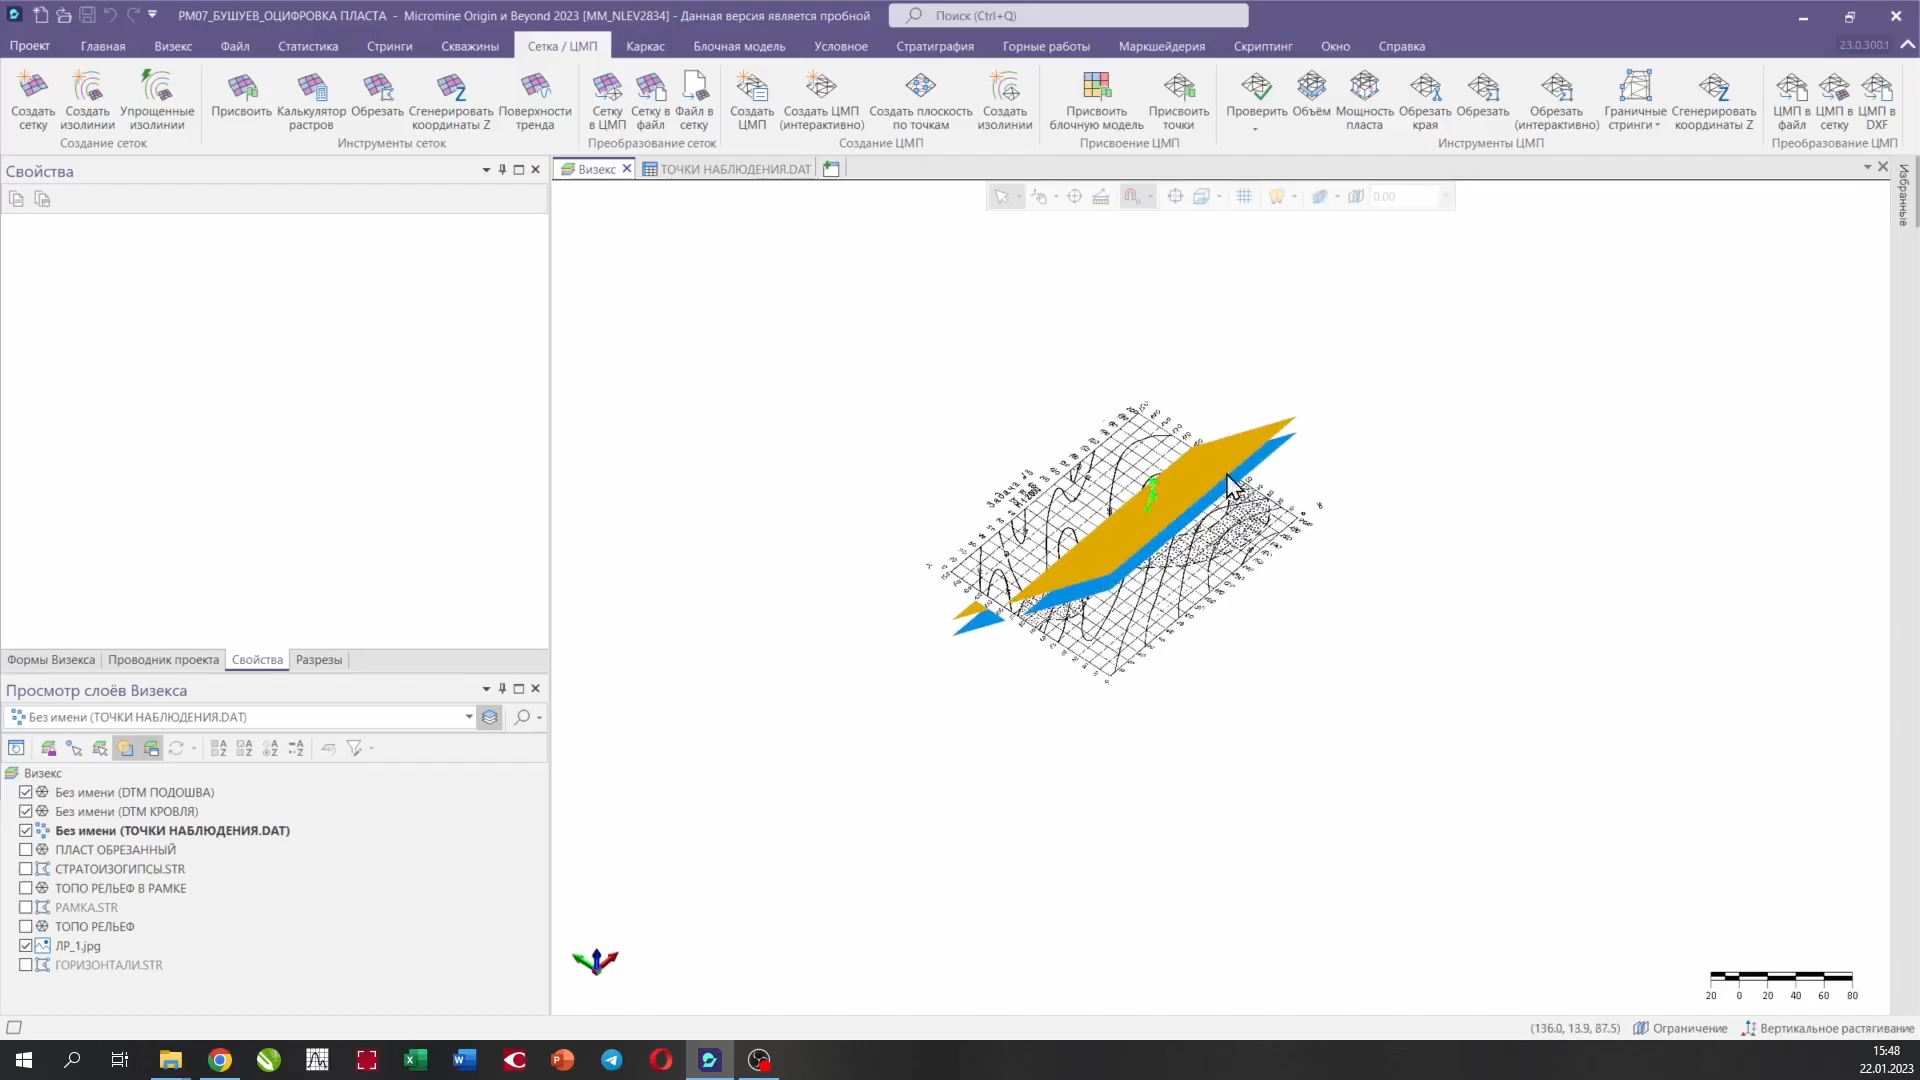 РМ07_БУШУЕВ_ОЦИФРОВКА ПЛАСТА - Micromine Origin и Beyond 2023 [MM_NLEV2834] - Данная версия является пробной
Поиск (Ctrl+Q)
Проект Главная Визекс Файл Статистика Стринги Скважины Сетка / ЦМП Каркас Блочная модель Условное Стратиграфия Горные работы Маркшейдерия Скриптинг Окно Справка
23.0.300.1
Создать сетку
Создать изолинии
Упрощенные изолинии
Создание сеток
Присвоить
Калькулятор растров
Обрезать
Сгенерировать координаты Z
Поверхности тренда
Инструменты сеток
Сетку в ЦМП
Сетку в файл
Файл в сетку
Преобразование сеток
Создать ЦМП
Создать ЦМП (интерактивно)
Создать плоскость по точкам
Создать изолинии
Создание ЦМП
Присвоить блочную модель
Присвоить точки
Присвоение ЦМП
Проверить
Объём
Мощность пласта
Обрезать края
Обрезать
Обрезать (интерактивно)
Граничные стринги
Сгенерировать координаты Z
Инструменты ЦМП
ЦМП в файл
ЦМП в сетку
ЦМП в DXF
Преобразование ЦМП
Свойства
Визекс
ТОЧКИ НАБЛЮДЕНИЯ.DAT
Избранные
0.00
Задача 13
Формы Визекса Проводник проекта Свойства Разрезы
Просмотр слоёв Визекса
Без имени (ТОЧКИ НАБЛЮДЕНИЯ.DAT)
Визекс
Без имени (DTM ПОДОШВА)
Без имени (DTM КРОВЛЯ)
Без имени (ТОЧКИ НАБЛЮДЕНИЯ.DAT)
ПЛАСТ ОБРЕЗАННЫЙ
СТРАТОИЗОГИПСЫ.STR
ТОПО РЕЛЬЕФ В РАМКЕ
РАМКА.STR
ТОПО РЕЛЬЕФ
ЛР_1.jpg
ГОРИЗОНТАЛИ.STR
20 0 20 40 60 80
(136.0, 13.9, 87.5) Ограничение Вертикальное растягивание
15:48
22.01.2023